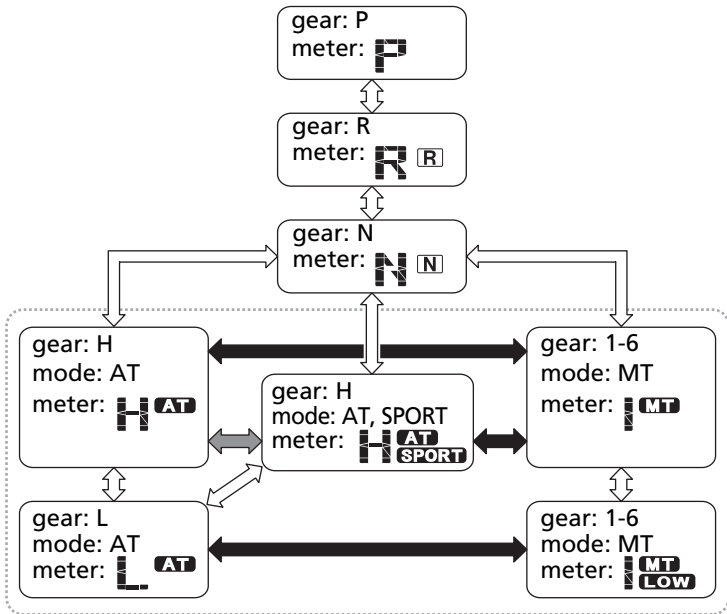 gear: P
meter: P
gear: R
meter: R R
gear: N
meter: N N
gear: H
mode: AT
meter: H AT
gear: H
mode: AT, SPORT
meter: H AT
SPORT
gear: 1-6
mode: MT
meter: I MT
gear: L
mode: AT
meter: L AT
gear: 1-6
mode: MT
meter: I MT
LOW